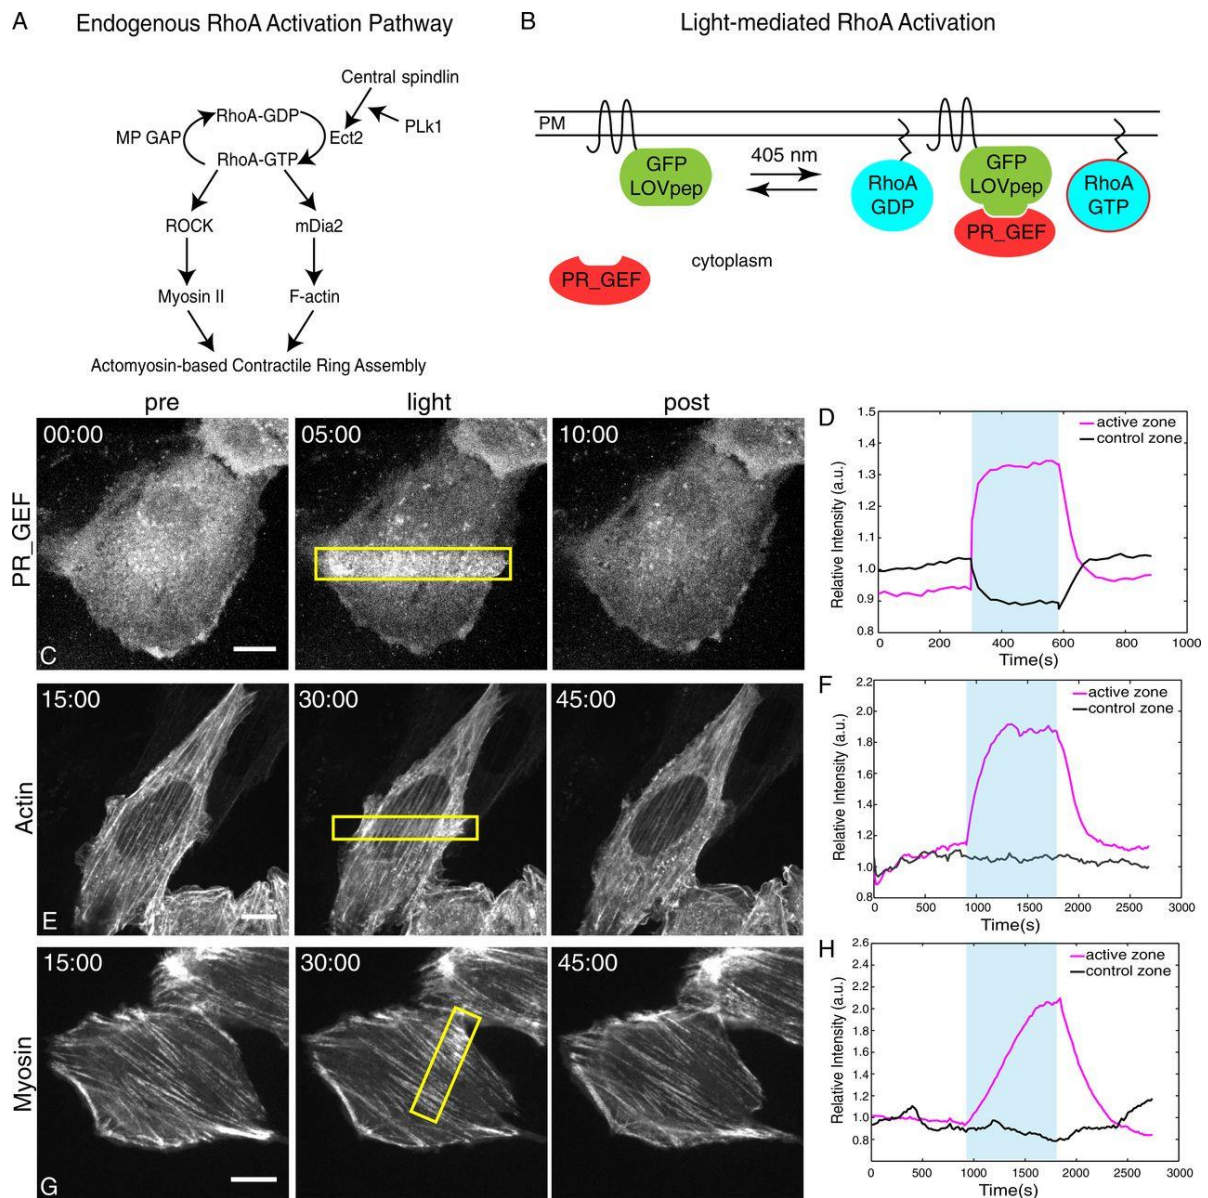 A
Endogenous RhoA Activation Pathway
Central spindlin
RhoA-GDP
MP GAP
Ect2
PLk1
RhoA-GTP
ROCK
mDia2
Myosin II
F-actin
Actomyosin-based Contractile Ring Assembly
B
Light-mediated RhoA Activation
PM
GFP
LOVpep
405 nm
RhoA
GDP
GFP
LOVpep
RhoA
GTP
PR_GEF
cytoplasm
PR_GEF
pre
light
post
PR_GEF
00:00
05:00
10:00
C
D
active zone
control zone
Relative Intensity (a.u.)
1.5
1.4
1.3
1.2
1.0
0.9
0.8
0
200
400
600
800
1000
Time(s)
Actin
15:00
30:00
45:00
E
F
active zone
control zone
Relative Intensity (a.u.)
2.2
2.0
1.8
1.6
1.4
1.2
1.0
0.8
0
500
1000
1500
2000
2500
3000
Time(s)
Myosin
15:00
30:00
45:00
G
H
active zone
control zone
Relative Intensity (a.u.)
2.6
2.4
2.2
2.0
1.6
1.4
1.2
1.0
0.8
0
500
1000
1500
2000
2500
3000
Time(s)